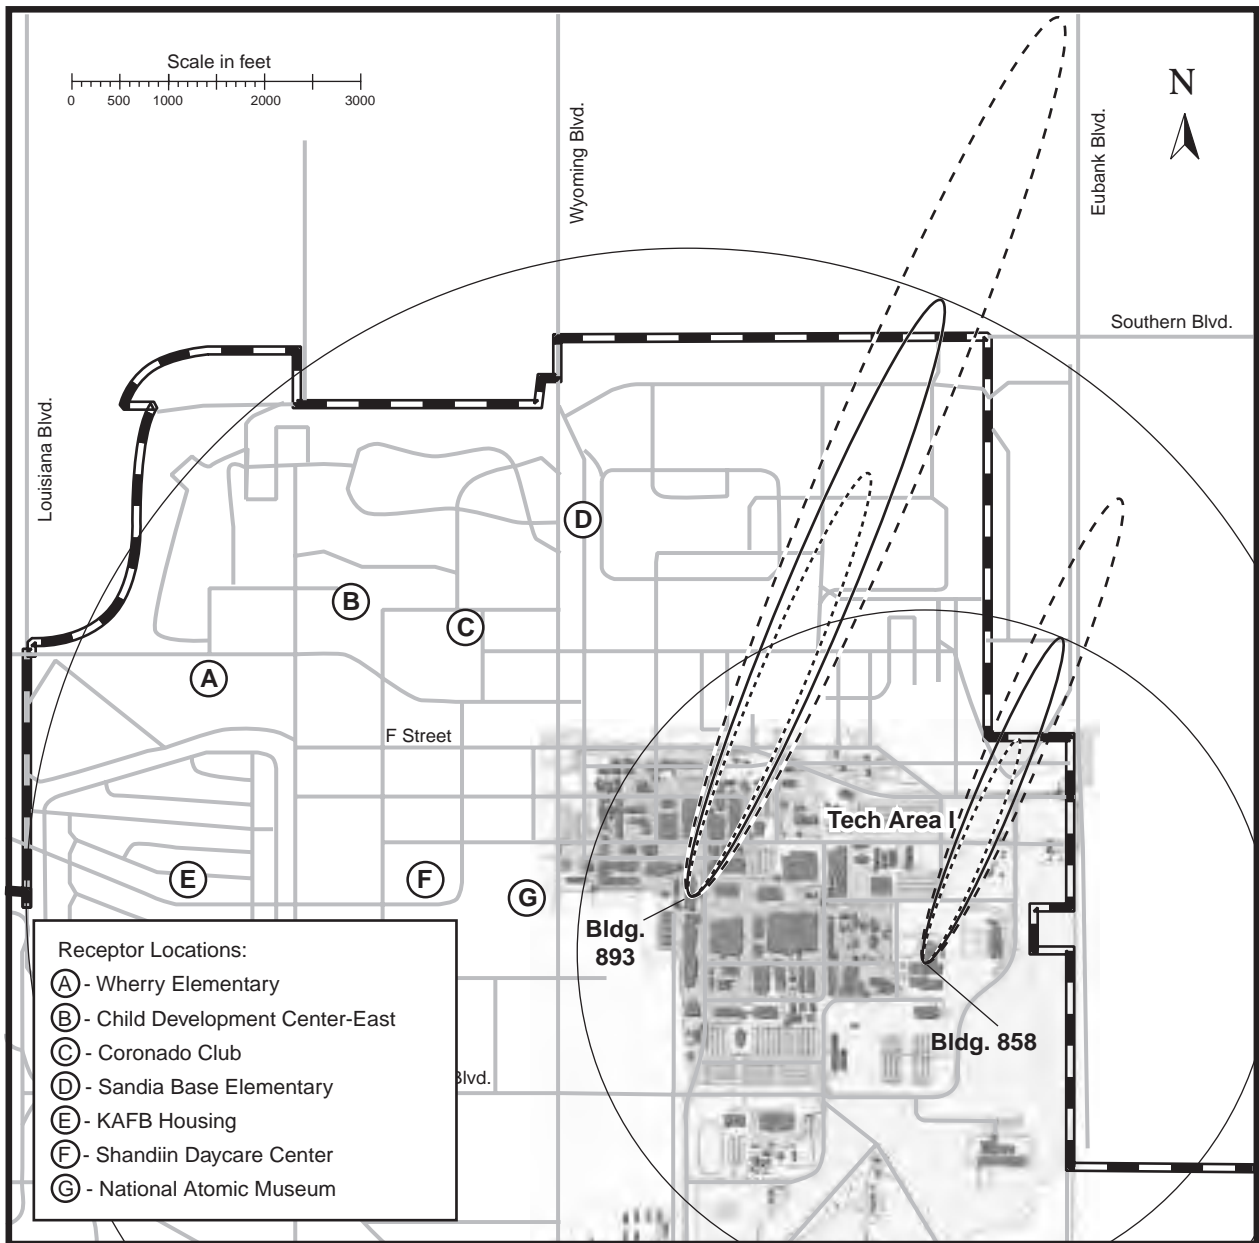 Scale in feet
0 500 1000 2000 3000
N
Wyoming Blvd.
Eubank Blvd.
Southern Blvd.
Louisiana Blvd.
D
B
C
A
F Street
Tech Area I
E
F
G
Bldg.
893
Bldg. 858
Blvd.
Receptor Locations:
A - Wherry Elementary
B - Child Development Center-East
C - Coronado Club
D - Sandia Base Elementary
E - KAFB Housing
F - Shandiin Daycare Center
G - National Atomic Museum